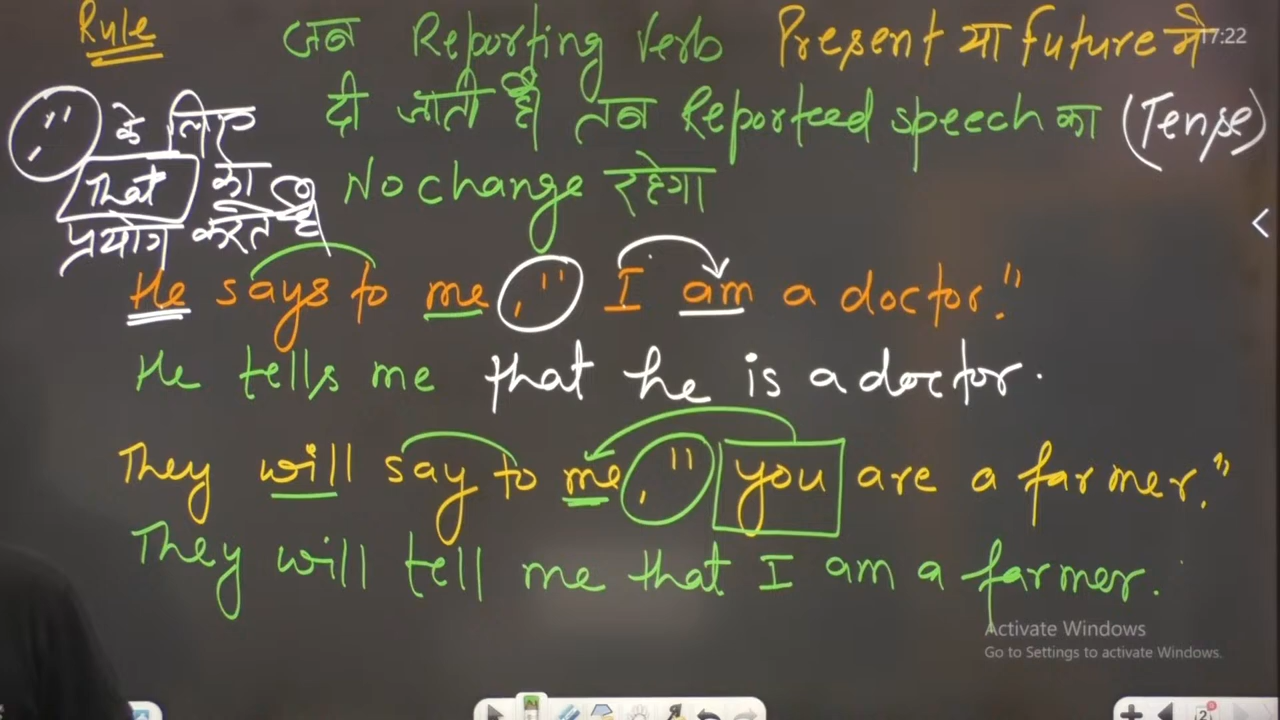 Rule
जब Reporting Verb Present या future मे
17:22
दी जाती है तब Reported speech का (Tense)
No change रहेगा
," के लिए
That का
प्रयोग करते है
He says to me," I am a doctor."
He tells me that he is a doctor.
They will say to me," you are a farmer."
They will tell me that I am a farmer.
Activate Windows
Go to Settings to activate Windows.
2